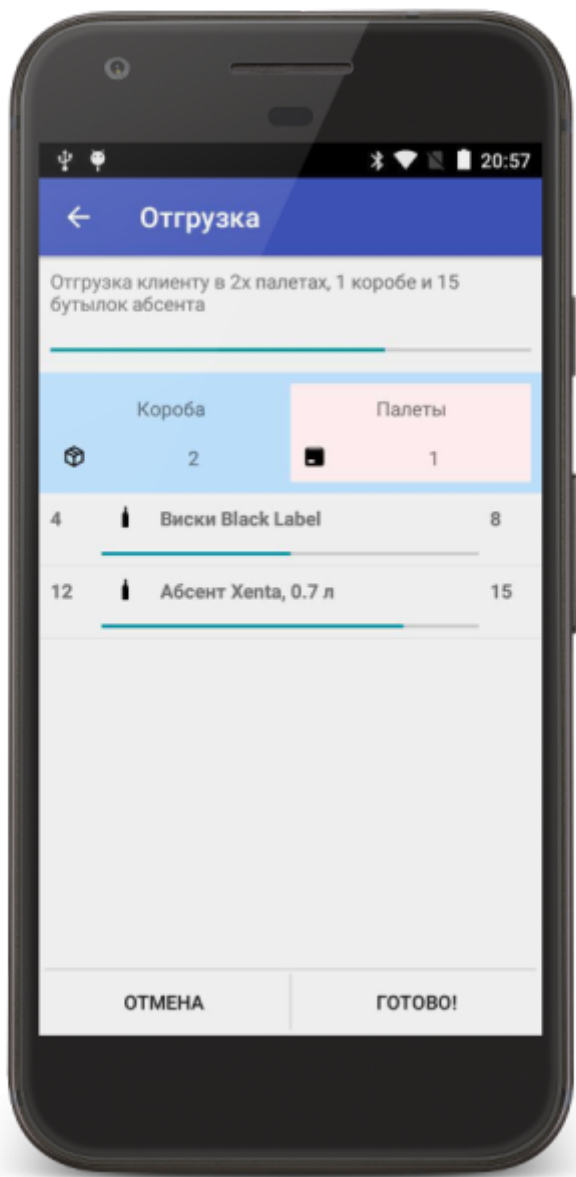 20:57
Отгрузка
Отгрузка клиенту в 2х палетах, 1 коробе и 15
бутылок абсента
Короба Палеты
2 1
4 Виски Black Label 8
12 Абсент Xenta, 0.7 л 15
ОТМЕНА ГОТОВО!